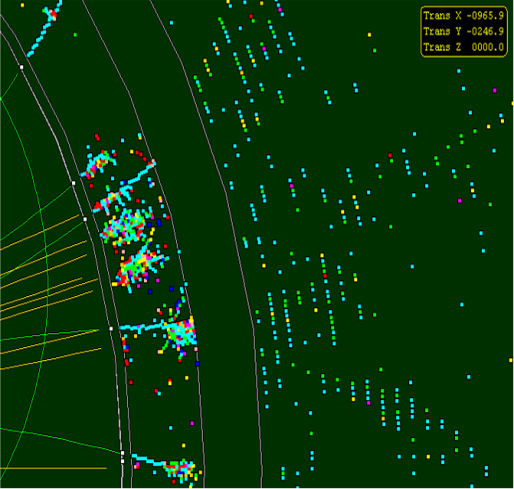 Trans X -0965.9
Trans Y -0246.9
Trans Z 0000.0